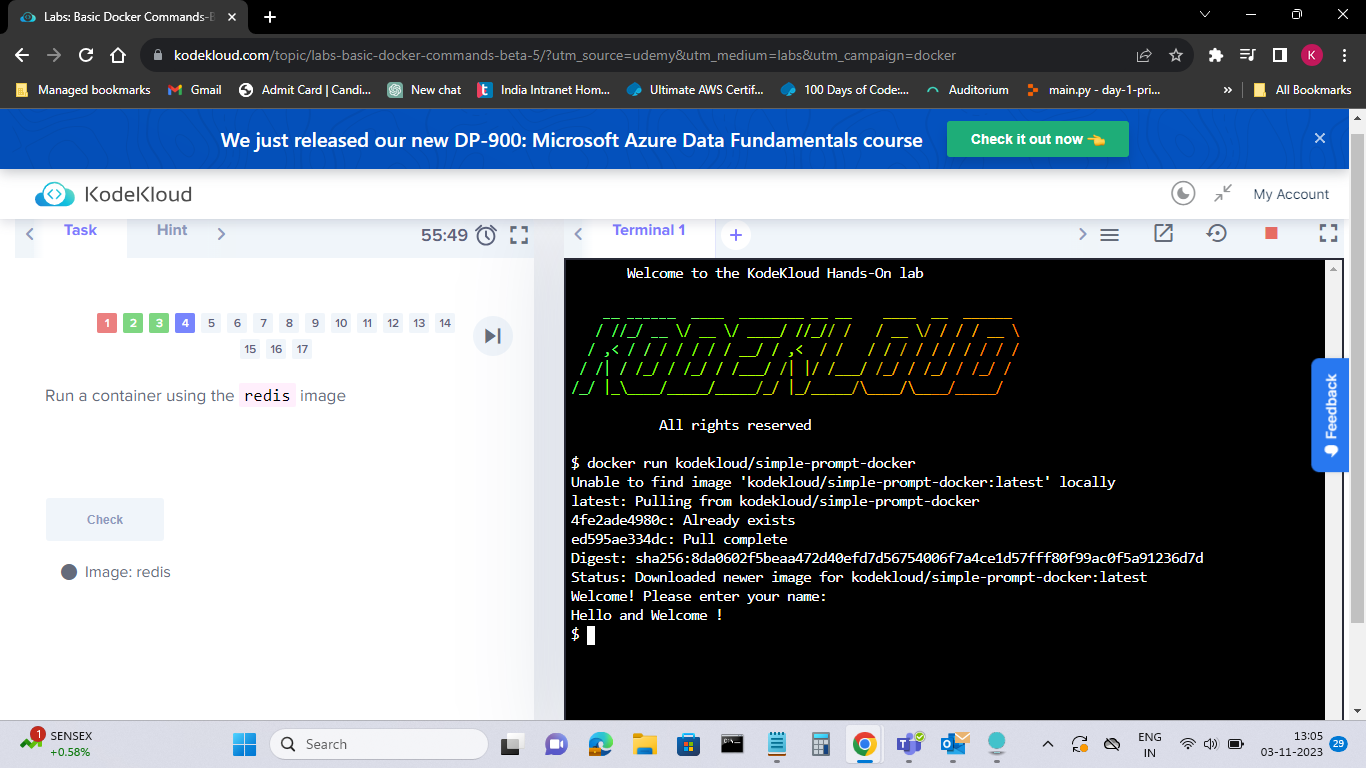 Labs: Basic Docker Commands-B
kodekloud.com/topic/labs-basic-docker-commands-beta-5/?utm_source=udemy&utm_medium=labs&utm_campaign=docker
K
Managed bookmarks Gmail Admit Card | Candi... New chat India Intranet Hom... Ultimate AWS Certif... 100 Days of Code:... Auditorium main.py - day-1-pri... » All Bookmarks
We just released our new DP-900: Microsoft Azure Data Fundamentals course Check it out now
KodeKloud My Account
Task Hint 55:49 Terminal 1 +
1 2 3 4 5 6 7 8 9 10 11 12 13 14
15 16 17
Run a container using the redis image
Check
Image: redis
Welcome to the KodeKloud Hands-On lab
KODEKLOUD
All rights reserved
$ docker run kodekloud/simple-prompt-docker
Unable to find image 'kodekloud/simple-prompt-docker:latest' locally
latest: Pulling from kodekloud/simple-prompt-docker
4fe2ade4980c: Already exists
ed595ae334dc: Pull complete
Digest: sha256:8da0602f5beaa472d40efd7d56754006f7a4ce1d57fff80f99ac0f5a91236d7d
Status: Downloaded newer image for kodekloud/simple-prompt-docker:latest
Welcome! Please enter your name:
Hello and Welcome !
$
Feedback
1 SENSEX
+0.58%
Search
ENG
IN
13:05
03-11-2023
29